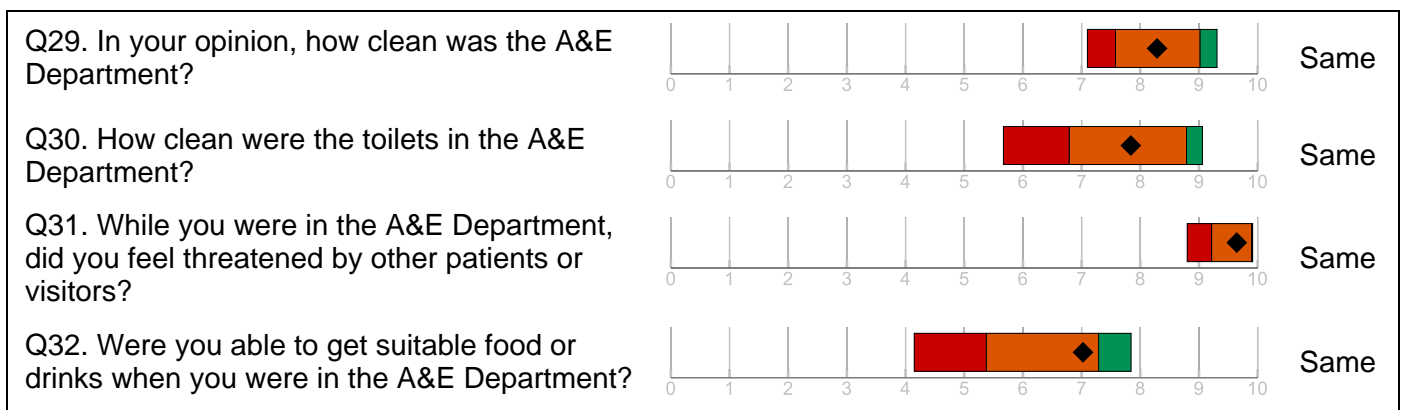 Q29. In your opinion, how clean was the A&E
Department?
Same
0 1 2 3 4 5 6 7 8 9 10
Q30. How clean were the toilets in the A&E
Department?
Same
0 1 2 3 4 5 6 7 8 9 10
Q31. While you were in the A&E Department,
did you feel threatened by other patients or
visitors?
Same
0 1 2 3 4 5 6 7 8 9 10
Q32. Were you able to get suitable food or
drinks when you were in the A&E Department?
Same
0 1 2 3 4 5 6 7 8 9 10